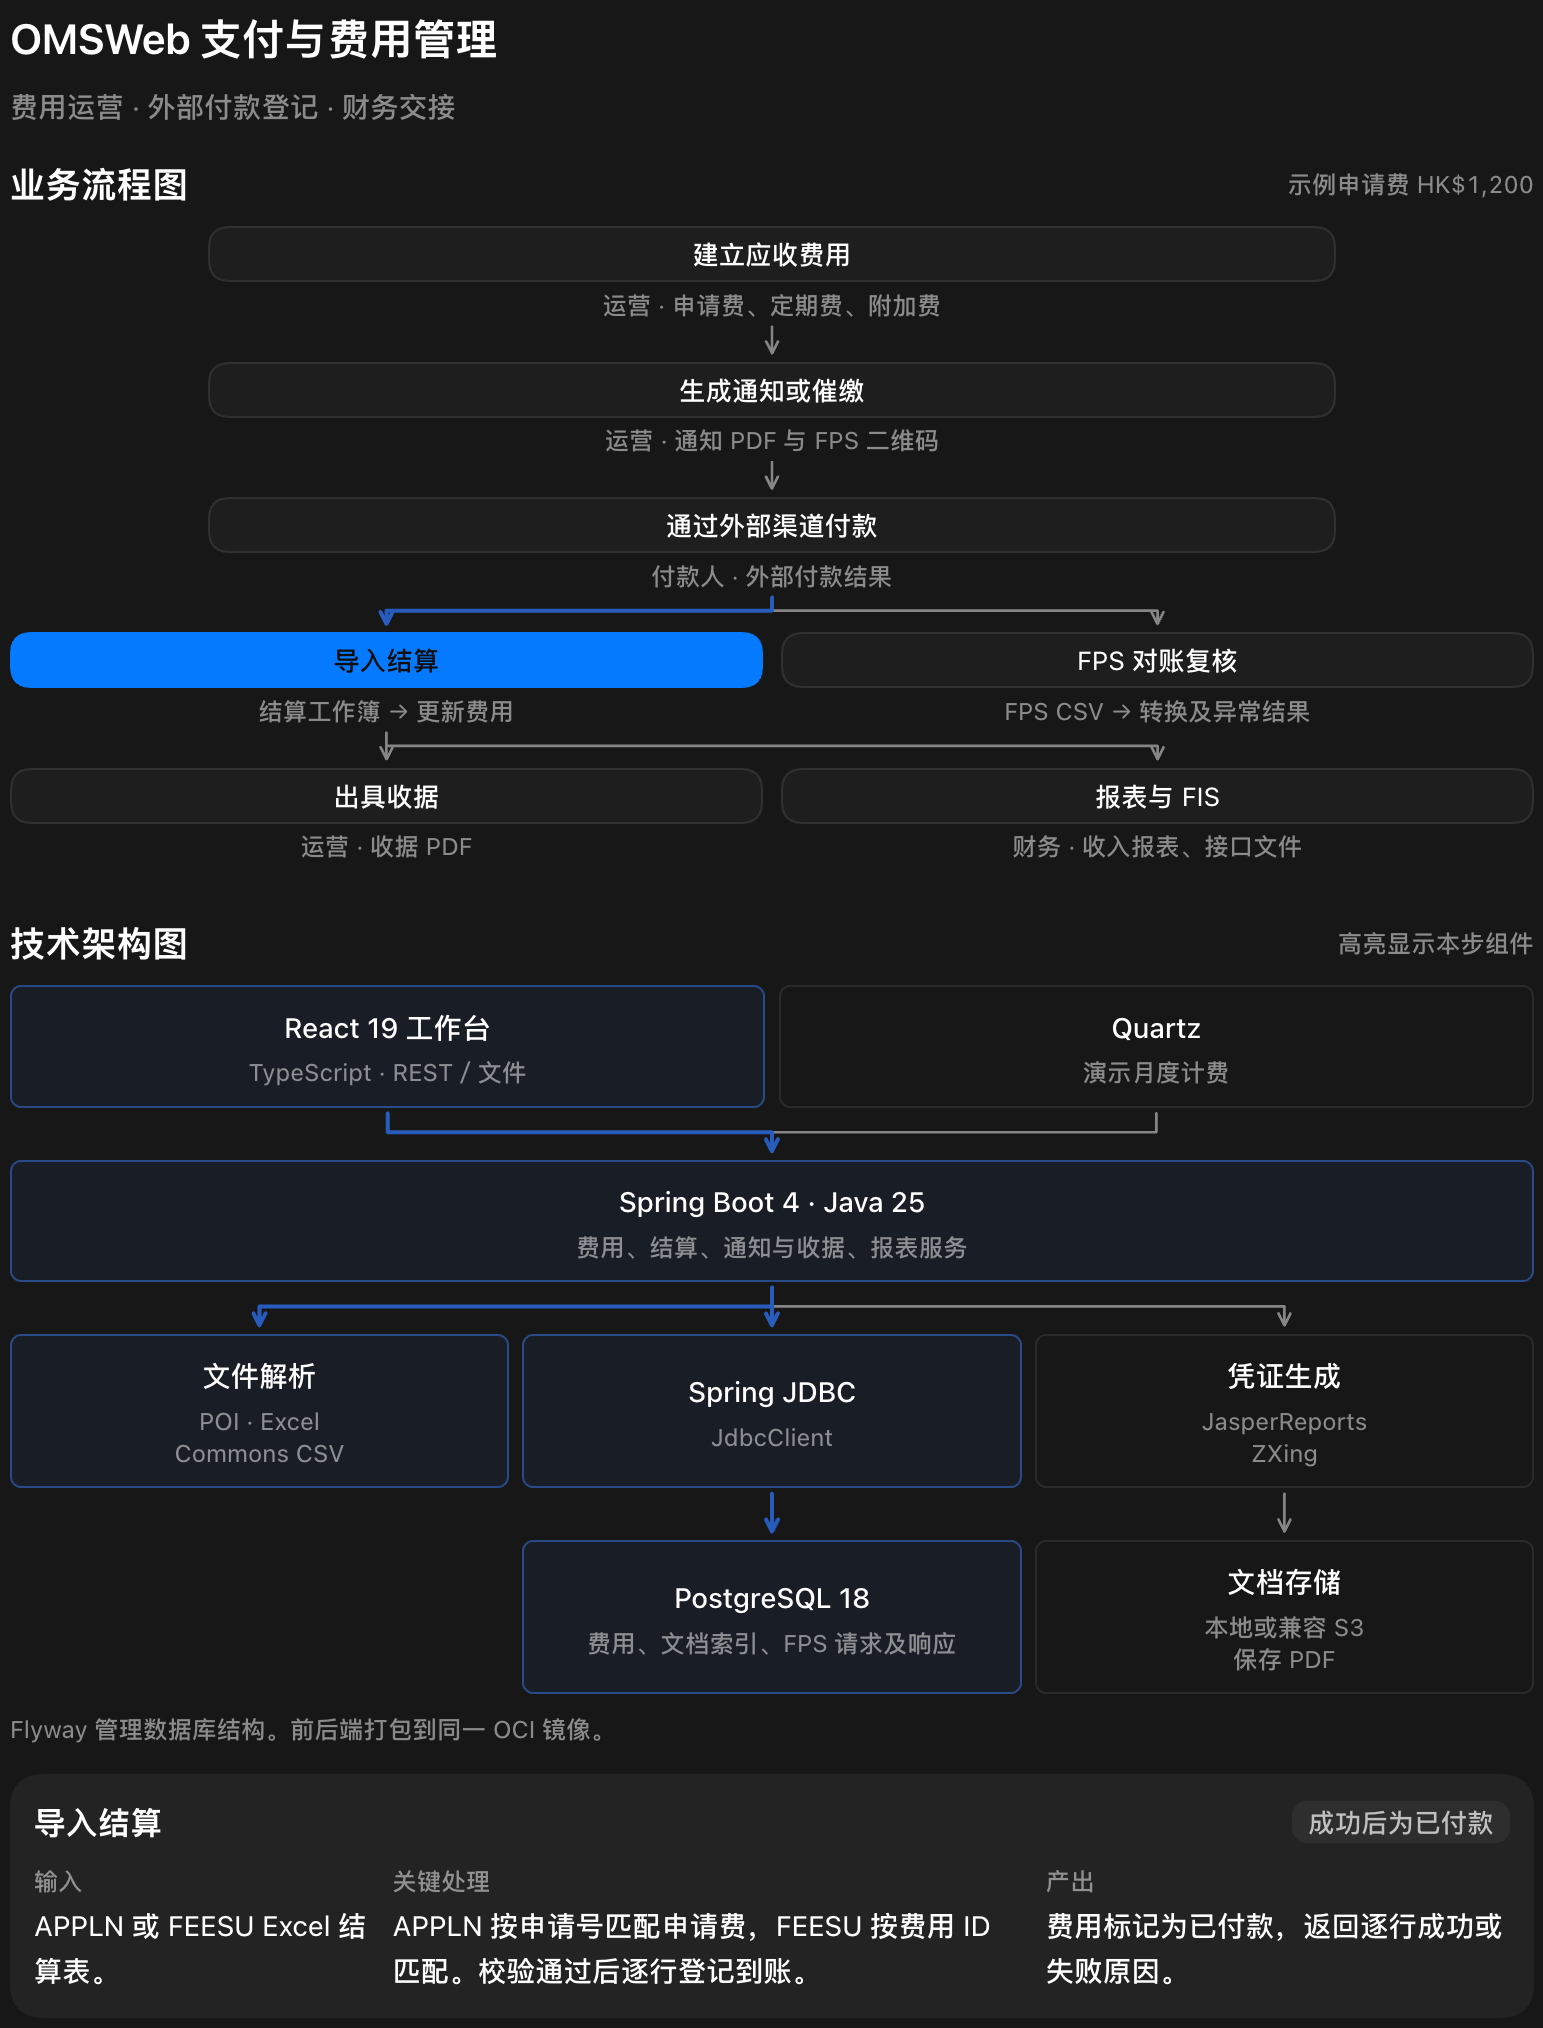 OMSWeb 支付与费用管理
费用运营 · 外部付款登记 · 财务交接
业务流程图
示例申请费 HK$1,200
建立应收费用
运营 · 申请费、定期费、附加费
生成通知或催缴
运营 · 通知 PDF 与 FPS 二维码
通过外部渠道付款
付款人 · 外部付款结果
导入结算
FPS 对账复核
结算工作簿 → 更新费用
FPS CSV → 转换及异常结果
出具收据
报表与 FIS
运营 · 收据 PDF
财务 · 收入报表、接口文件
技术架构图
高亮显示本步组件
React 19 工作台
TypeScript · REST / 文件
Quartz
演示月度计费
Spring Boot 4 · Java 25
费用、结算、通知与收据、报表服务
文件解析
POI · Excel
Commons CSV
Spring JDBC
JdbcClient
凭证生成
JasperReports
ZXing
PostgreSQL 18
费用、文档索引、FPS 请求及响应
文档存储
本地或兼容 S3
保存 PDF
Flyway 管理数据库结构。前后端打包到同一 OCI 镜像。
导入结算
成功后为已付款
输入
APPLN 或 FEESU Excel 结
算表。
关键处理
APPLN 按申请号匹配申请费，FEESU 按费用 ID
匹配。校验通过后逐行登记到账。
产出
费用标记为已付款，返回逐行成功或
失败原因。